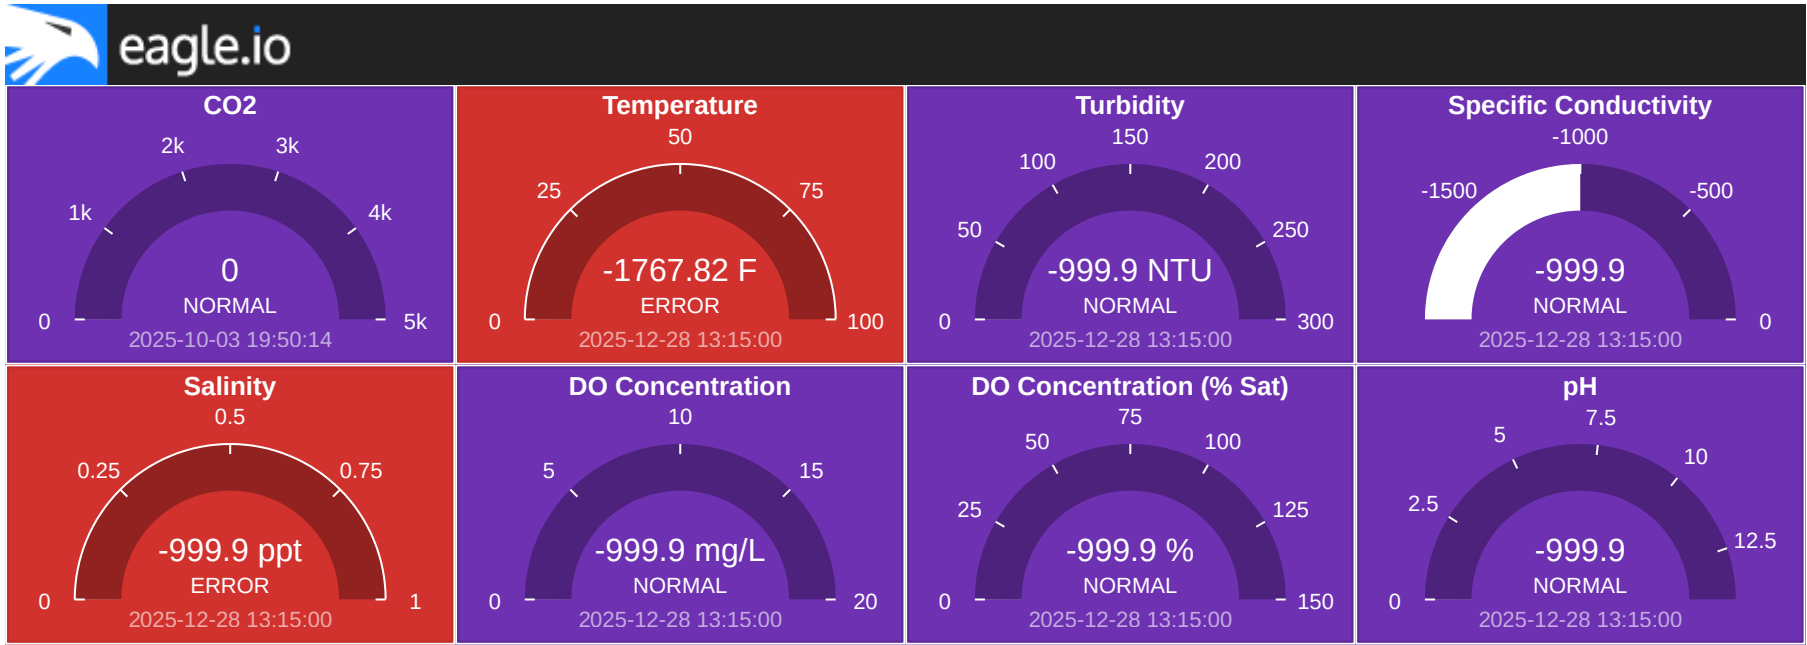 eagle.io
CO2
2k
3k
1k
4k
0
NORMAL
0
5k
2025-10-03 19:50:14
Temperature
50
25
75
-1767.82 F
ERROR
0
100
2025-12-28 13:15:00
Turbidity
150
100
200
50
250
-999.9 NTU
NORMAL
0
300
2025-12-28 13:15:00
Specific Conductivity
-1000
-1500
-500
-999.9
NORMAL
0
2025-12-28 13:15:00
Salinity
0.5
0.25
0.75
-999.9 ppt
ERROR
0
1
2025-12-28 13:15:00
DO Concentration
10
5
15
-999.9 mg/L
NORMAL
0
20
2025-12-28 13:15:00
DO Concentration (% Sat)
75
50
100
25
125
-999.9 %
NORMAL
0
150
2025-12-28 13:15:00
pH
7.5
5
10
2.5
12.5
-999.9
NORMAL
0
2025-12-28 13:15:00